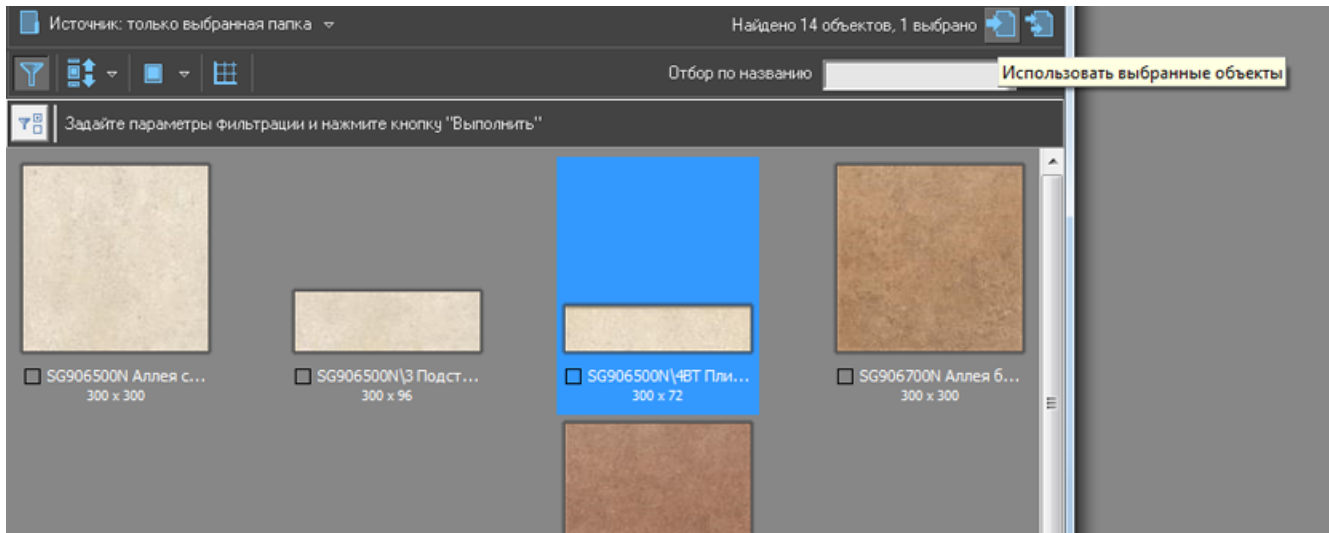 Источник: только выбранная папка
Найдено 14 объектов, 1 выбрано
Отбор по названию
Использовать выбранные объекты
Задайте параметры фильтрации и нажмите кнопку "Выполнить"
SG906500N Аллея с...
300 x 300
SG906500N\3 Подст...
300 x 96
SG906500N\4BT Пли...
300 x 72
SG906700N Аллея б...
300 x 300